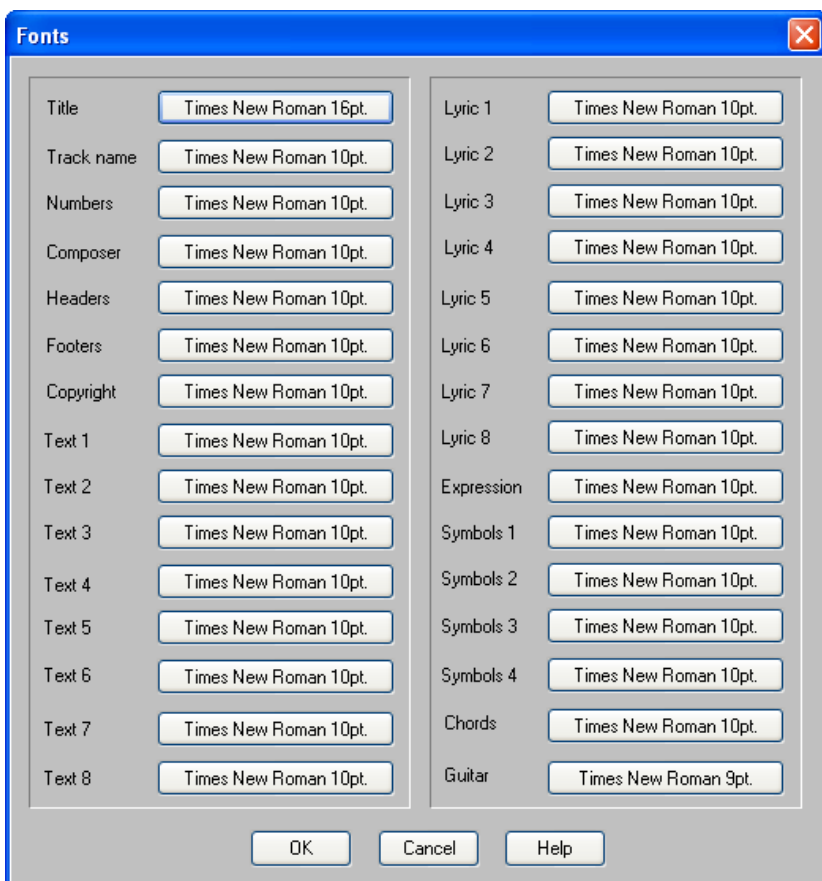 Fonts
Title Times New Roman 16pt.
Track name Times New Roman 10pt.
Numbers Times New Roman 10pt.
Composer Times New Roman 10pt.
Headers Times New Roman 10pt.
Footers Times New Roman 10pt.
Copyright Times New Roman 10pt.
Text 1 Times New Roman 10pt.
Text 2 Times New Roman 10pt.
Text 3 Times New Roman 10pt.
Text 4 Times New Roman 10pt.
Text 5 Times New Roman 10pt.
Text 6 Times New Roman 10pt.
Text 7 Times New Roman 10pt.
Text 8 Times New Roman 10pt.
Lyric 1 Times New Roman 10pt.
Lyric 2 Times New Roman 10pt.
Lyric 3 Times New Roman 10pt.
Lyric 4 Times New Roman 10pt.
Lyric 5 Times New Roman 10pt.
Lyric 6 Times New Roman 10pt.
Lyric 7 Times New Roman 10pt.
Lyric 8 Times New Roman 10pt.
Expression Times New Roman 10pt.
Symbols 1 Times New Roman 10pt.
Symbols 2 Times New Roman 10pt.
Symbols 3 Times New Roman 10pt.
Symbols 4 Times New Roman 10pt.
Chords Times New Roman 10pt.
Guitar Times New Roman 9pt.
OK Cancel Help